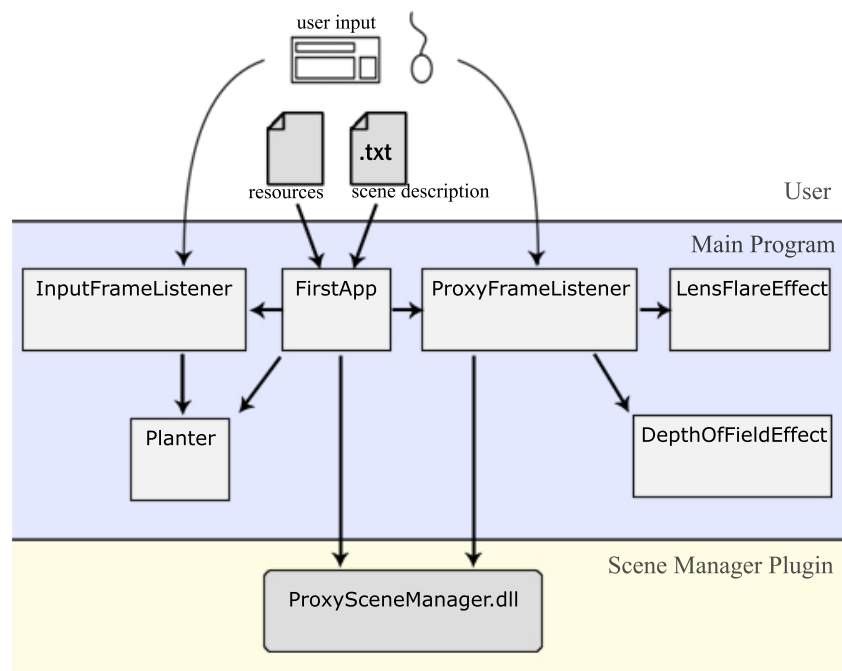 user input
.txt
resources
scene description
User
Main Program
InputFrameListener
FirstApp
ProxyFrameListener
LensFlareEffect
Planter
DepthOfFieldEffect
Scene Manager Plugin
ProxySceneManager.dll